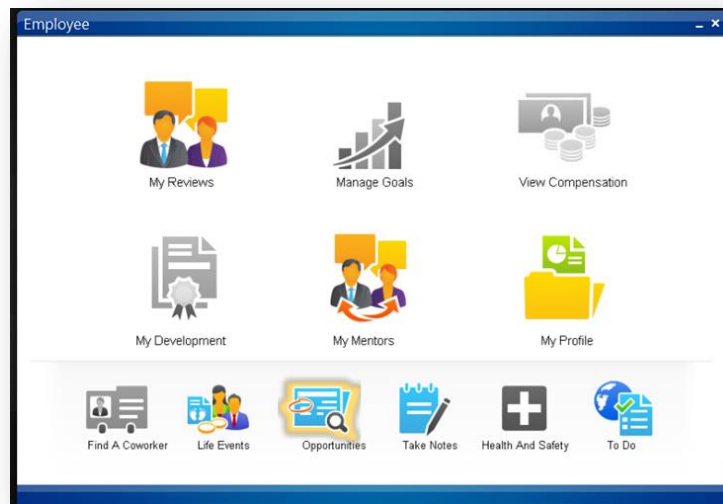 Employee
My Reviews
Manage Goals
View Compensation
My Development
My Mentors
My Profile
Find A Coworker
Life Events
Opportunities
Take Notes
Health And Safety
To Do